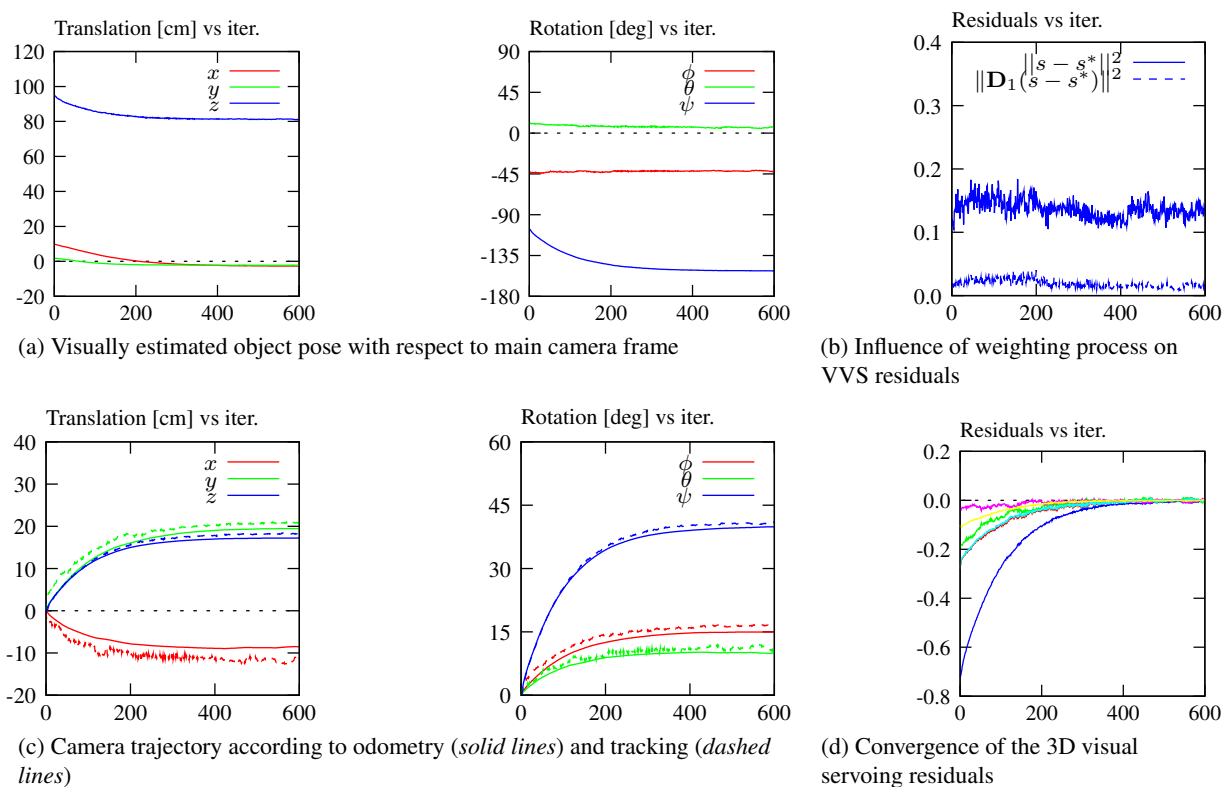 Translation [cm] vs iter.
120
100
80
60
40
20
0
-20
0 200 400 600
x
y
z
Rotation [deg] vs iter.
90
45
0
-45
-90
-135
-180
0 200 400 600
ϕ
θ
ψ
(a) Visually estimated object pose with respect to main camera frame
Residuals vs iter.
0.4
0.3
0.2
0.1
0.0
0 200 400 600
||s − s*||²
‖D₁(s − s*)‖²
(b) Influence of weighting process on
VVS residuals
Translation [cm] vs iter.
40
30
20
10
0
-10
-20
0 200 400 600
x
y
z
Rotation [deg] vs iter.
60
45
30
15
0
0 200 400 600
ϕ
θ
ψ
(c) Camera trajectory according to odometry (solid lines) and tracking (dashed
lines)
Residuals vs iter.
0.2
0.0
-0.2
-0.4
-0.6
-0.8
0 200 400 600
(d) Convergence of the 3D visual
servoing residuals